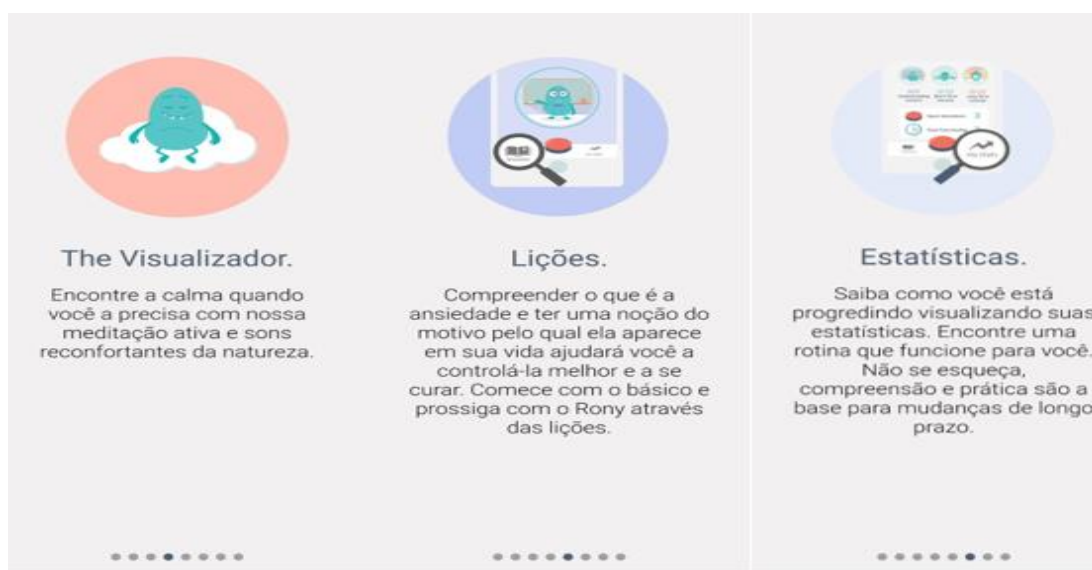 The Visualizador.
Encontre a calma quando
você a precisa com nossa
meditação ativa e sons
reconfortantes da natureza.
Lições.
Compreender o que é a
ansiedade e ter uma noção do
motivo pelo qual ela aparece
em sua vida ajudará você a
controlá-la melhor e a se
curar. Comece com o básico e
prossiga com o Rony através
das lições.
Estatísticas.
Saiba como você está
progredindo visualizando suas
estatísticas. Encontre uma
rotina que funcione para você.
Não se esqueça,
compreensão e prática são a
base para mudanças de longo
prazo.